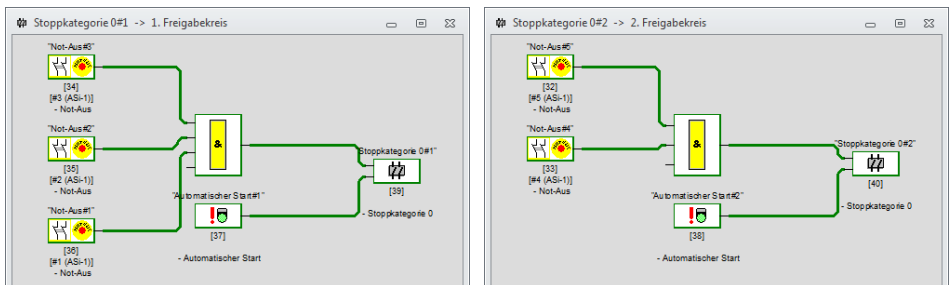 Stoppkategorie 0#1 -> 1. Freigabekreis
"Not-Aus#3"
[34]
[#3 (ASi-1)]
- Not-Aus
"Not-Aus#2"
[35]
[#2 (ASi-1)]
- Not-Aus
"Not-Aus#1"
[36]
[#1 (ASi-1)]
- Not-Aus
&
"Automatischer Start#1"
[37]
- Automatischer Start
"Stoppkategorie 0#1"
[39]
- Stoppkategorie 0
Stoppkategorie 0#2 -> 2. Freigabekreis
"Not-Aus#5"
[32]
[#5 (ASi-1)]
- Not-Aus
"Not-Aus#4"
[33]
[#4 (ASi-1)]
- Not-Aus
&
"Automatischer Start#2"
[38]
- Automatischer Start
"Stoppkategorie 0#2"
[40]
- Stoppkategorie 0